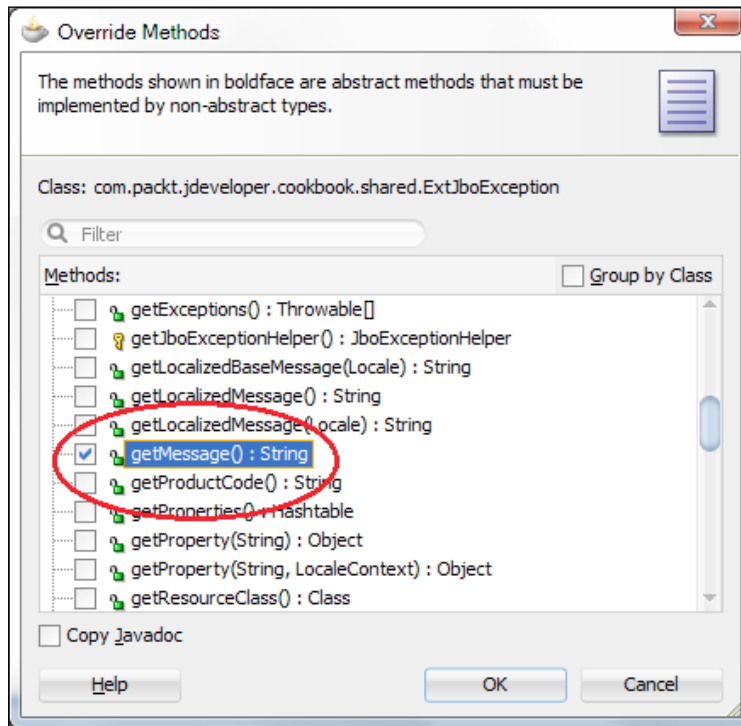 Override Methods
The methods shown in boldface are abstract methods that must be
implemented by non-abstract types.
Class: com.packt.jdeveloper.cookbook.shared.ExtJboException
Filter
Methods:
Group by Class
getExceptions() : Throwable[]
getJboExceptionHelper() : JboExceptionHelper
getLocalizedBaseMessage(Locale) : String
getLocalizedMessage() : String
getLocalizedMessage(Locale) : String
getMessage() : String
getProductCode() : String
getProperties() : Hashtable
getProperty(String) : Object
getProperty(String, LocaleContext) : Object
getResourceClass() : Class
Copy Javadoc
Help
OK
Cancel